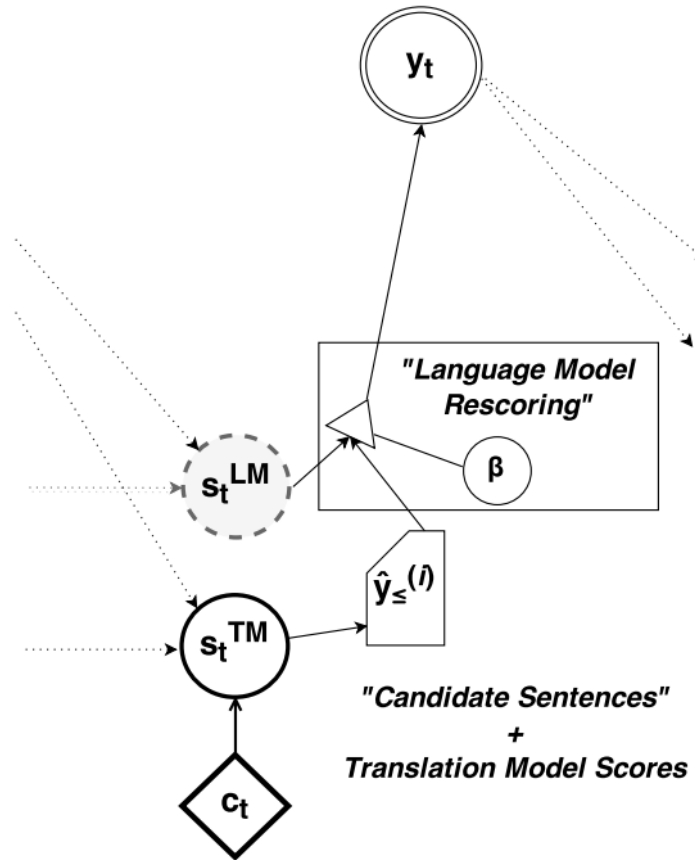 y_t
"Language Model
Rescoring"
β
s_t^LM
ŷ_≤^(i)
s_t^TM
"Candidate Sentences"
+
Translation Model Scores
c_t